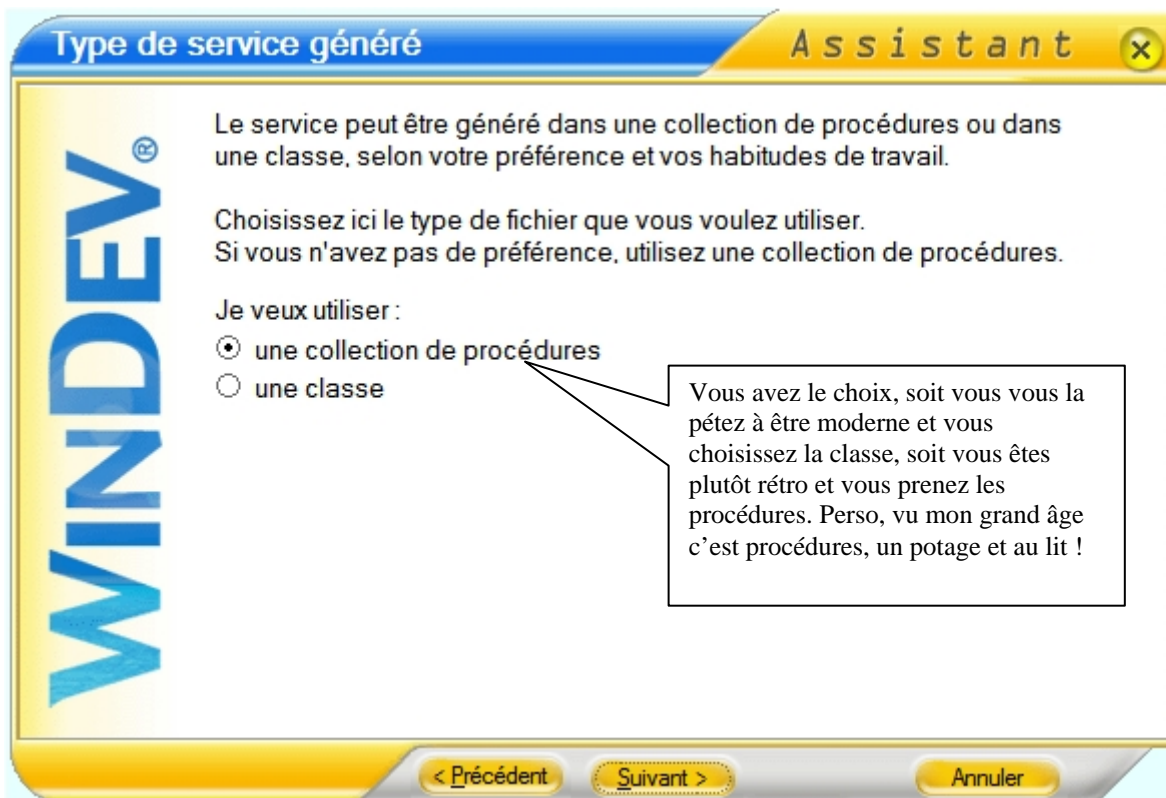 Type de service généré
Assistant
WINDEV®
Le service peut être généré dans une collection de procédures ou dans
une classe, selon votre préférence et vos habitudes de travail.
Choisissez ici le type de fichier que vous voulez utiliser.
Si vous n'avez pas de préférence, utilisez une collection de procédures.
Je veux utiliser :
une collection de procédures
une classe
Vous avez le choix, soit vous vous la
pétez à être moderne et vous
choisissez la classe, soit vous êtes
plutôt rétro et vous prenez les
procédures. Perso, vu mon grand âge
c’est procédures, un potage et au lit !
< Précédent
Suivant >
Annuler